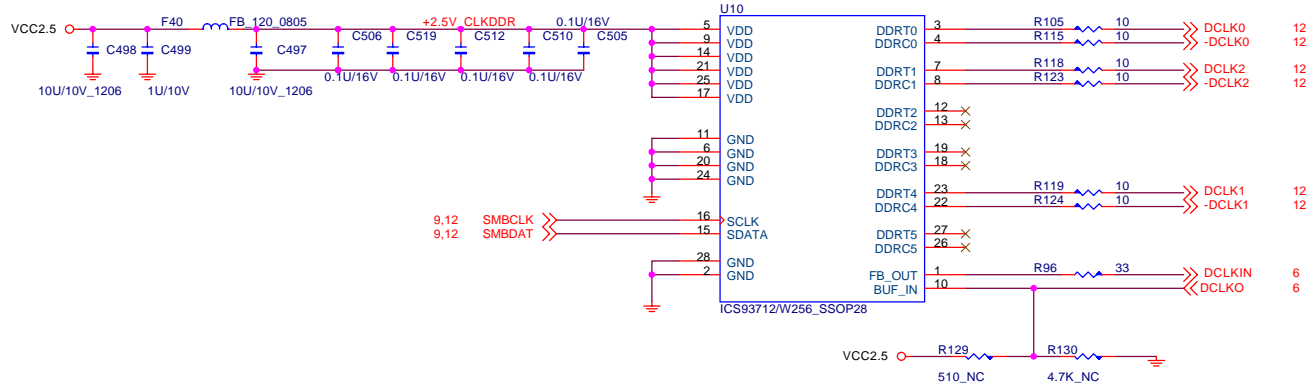 U10
VCC2.5 F40 FB_120_0805 +2.5V_CLKDDR 0.1U/16V
C498 C499 C497 C506 C519 C512 C510 C505
0.1U/16V 0.1U/16V 0.1U/16V 0.1U/16V
10U/10V_1206 1U/10V 10U/10V_1206
5 VDD
9 VDD
14 VDD
21 VDD
25 VDD
17 VDD
11 GND
6 GND
20 GND
24 GND
9,12 SMBCLK 16 SCLK
9,12 SMBDAT 15 SDATA
28 GND
2 GND
DDRT0 3 R105 10 DCLK0 12
DDRC0 4 R115 10 -DCLK0 12
DDRT1 7 R118 10 DCLK2 12
DDRC1 8 R123 10 -DCLK2 12
DDRT2 12
DDRC2 13
DDRT3 19
DDRC3 18
DDRT4 23 R119 10 DCLK1 12
DDRC4 22 R124 10 -DCLK1 12
DDRT5 27
DDRC5 26
FB_OUT 1 R96 33 DCLKIN 6
BUF_IN 10 DCLKO 6
ICS93712/W256_SSOP28
VCC2.5 R129 R130
510_NC 4.7K_NC